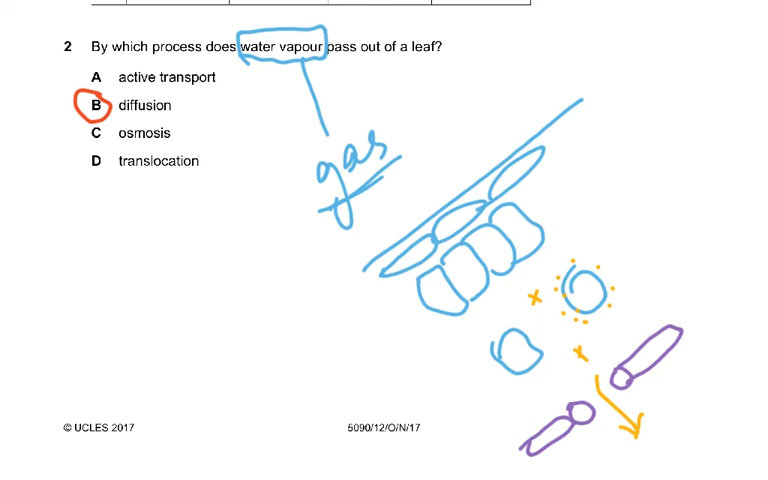 2 By which process does water vapour pass out of a leaf?
A active transport
B diffusion
C osmosis
D translocation
gas
© UCLES 2017 5090/12/O/N/17